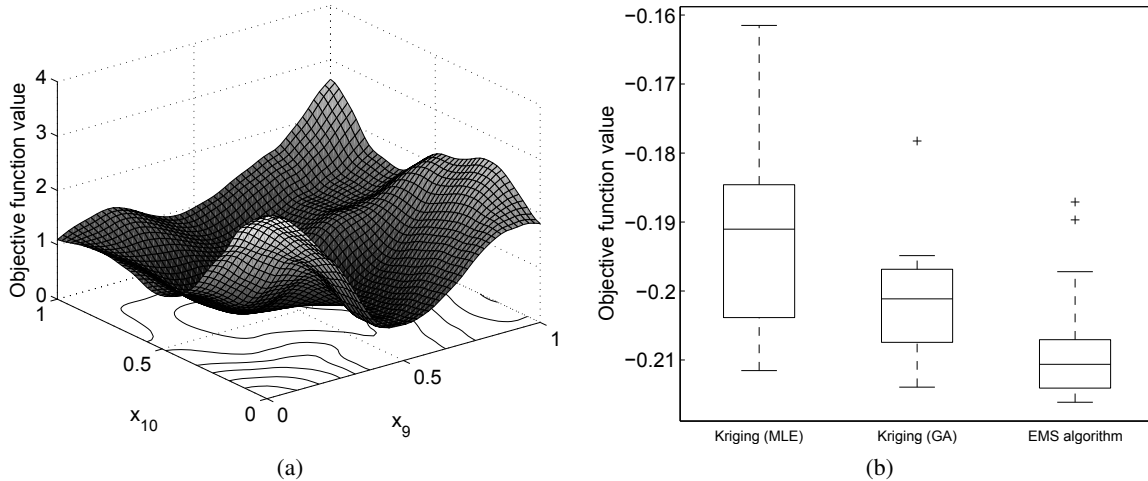 Objective function value
4
3
2
1
0
1
0.5
0
x10
0
0.5
1
x9
(a)
Objective function value
−0.16
−0.17
−0.18
−0.19
−0.2
−0.21
Kriging (MLE)
Kriging (GA)
EMS algorithm
(b)